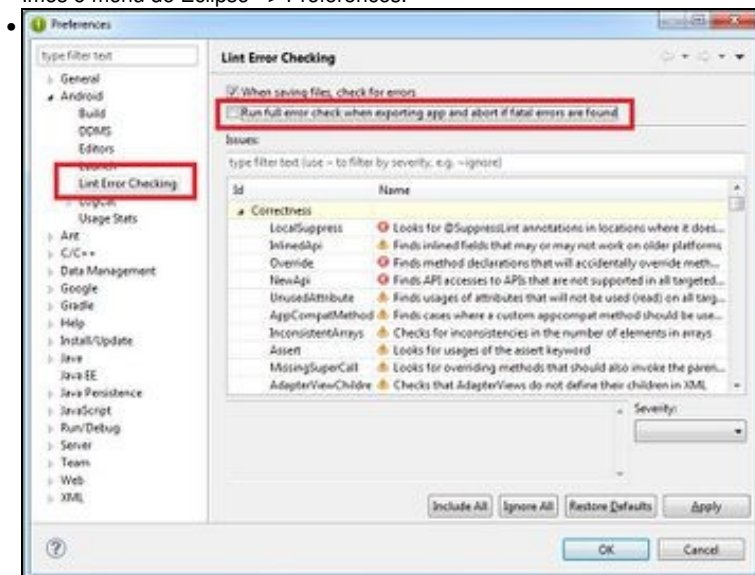 Preferences
type filter text
Lint Error Checking
General
Android
Build
DDMS
Editors
Lint Error Checking
LogCat
Usage Stats
Ant
C/C++
Data Management
Google
Gradle
Help
Install/Update
Java
Java EE
Java Persistence
JavaScript
Run/Debug
Server
Team
Web
XML
When saving files, check for errors
Run full error check when exporting app and abort if fatal errors are found
Issues:
type filter text (use ~ to filter by severity, e.g. ~ignore)
Id Name
Correctness
LocalSuppress Looks for @SuppressLint annotations in locations where it does...
InlinedApi Finds inlined fields that may or may not work on older platforms
Override Finds method declarations that will accidentally override meth...
NewApi Finds API accesses to APIs that are not supported in all targeted...
UnusedAttribute Finds usages of attributes that will not be used (read) on all targ...
AppCompatMethod Finds cases where a custom appcompat method should be use...
InconsistentArrays Checks for inconsistencies in the number of elements in arrays
Assert Looks for usages of the assert keyword
MissingSuperCall Looks for overriding methods that should also invoke the paren...
AdapterViewChildre Checks that AdapterViews do not define their children in XML
Severity:
Include All Ignore All Restore Defaults Apply
OK Cancel